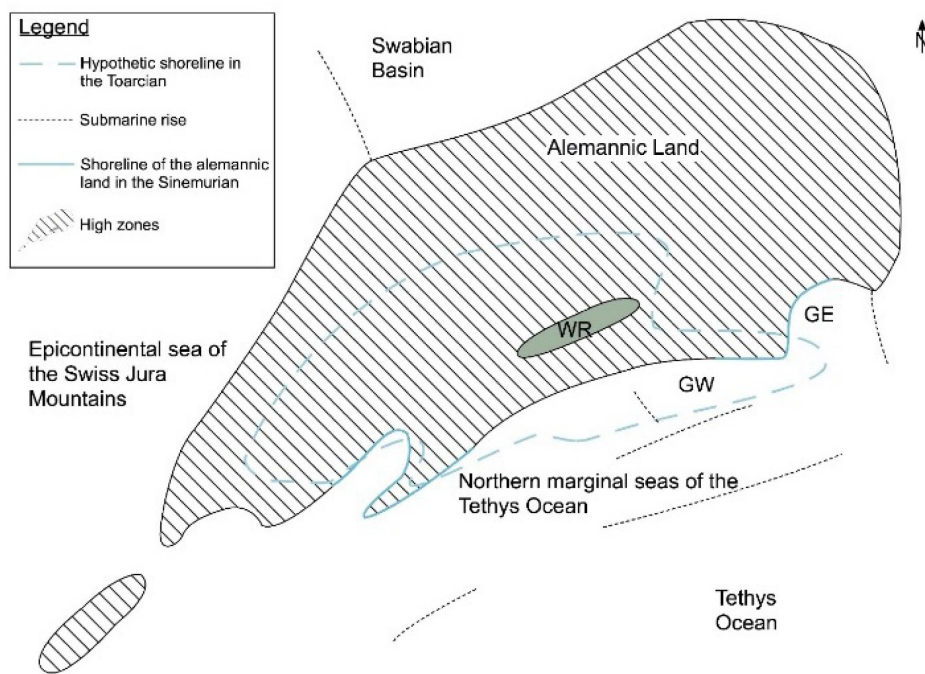 Legend
Hypothetic shoreline in
the Toarcian
Submarine rise
Shoreline of the alemannic
land in the Sinemurian
High zones
Swabian
Basin
N
Alemannic Land
WR
GE
GW
Epicontinental sea of
the Swiss Jura
Mountains
Northern marginal seas of the
Tethys Ocean
Tethys
Ocean